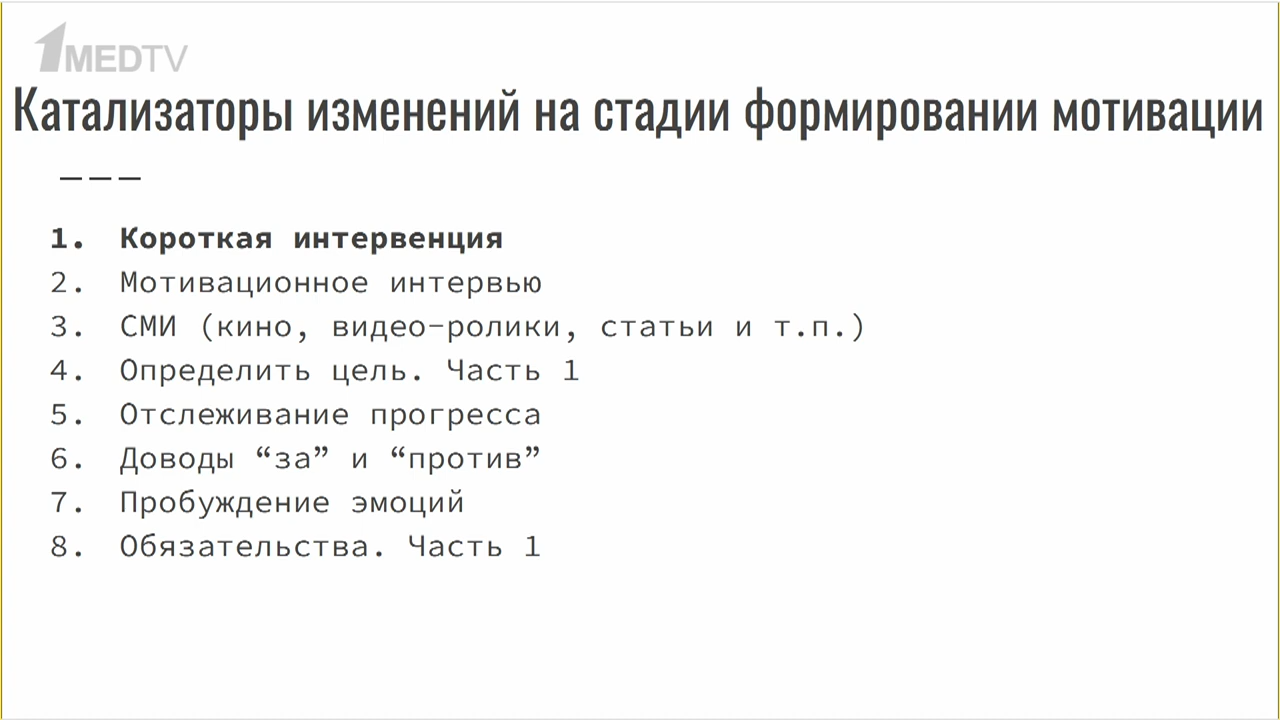 1MEDTV
Катализаторы изменений на стадии формировании мотивации
1. Короткая интервенция
2. Мотивационное интервью
3. СМИ (кино, видео-ролики, статьи и т.п.)
4. Определить цель. Часть 1
5. Отслеживание прогресса
6. Доводы “за” и “против”
7. Пробуждение эмоций
8. Обязательства. Часть 1